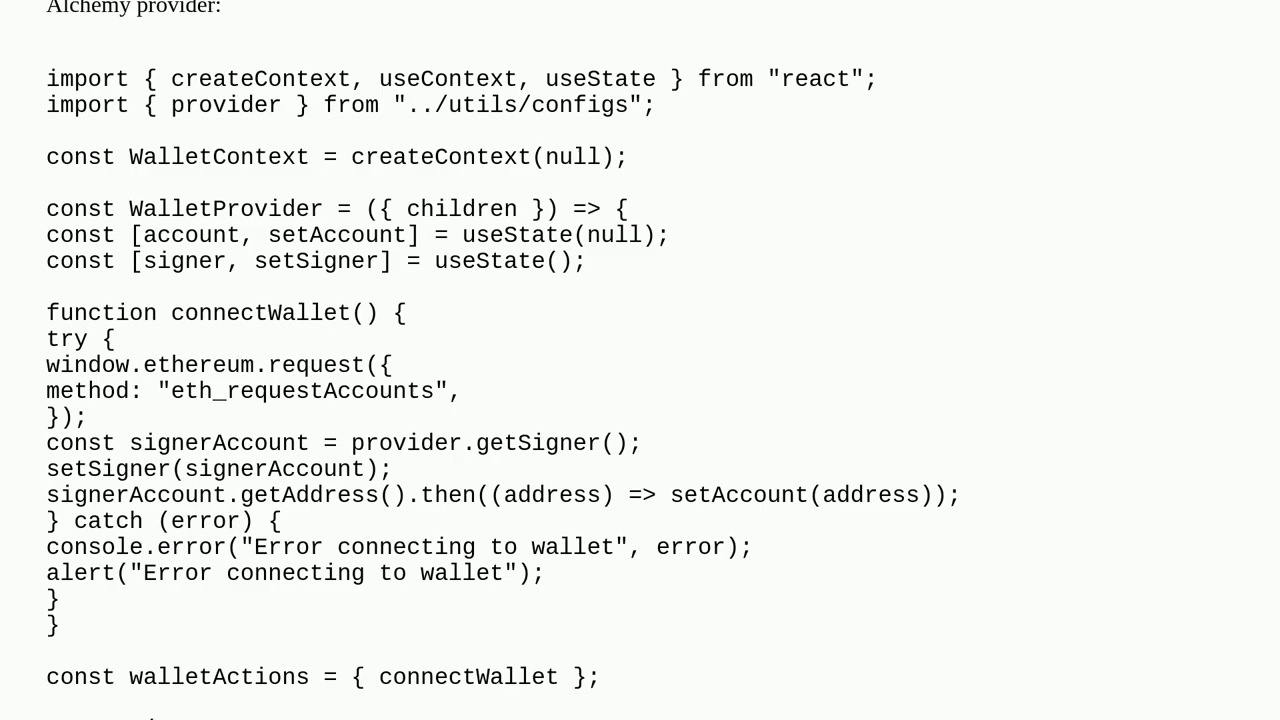 Alchemy provider:
import { createContext, useContext, useState } from "react";
import { provider } from "../utils/configs";
const WalletContext = createContext(null);
const WalletProvider = ({ children }) => {
const [account, setAccount] = useState(null);
const [signer, setSigner] = useState();
function connectWallet() {
try {
window.ethereum.request({
method: "eth_requestAccounts",
});
const signerAccount = provider.getSigner();
setSigner(signerAccount);
signerAccount.getAddress().then((address) => setAccount(address));
} catch (error) {
console.error("Error connecting to wallet", error);
alert("Error connecting to wallet");
}
}
const walletActions = { connectWallet };